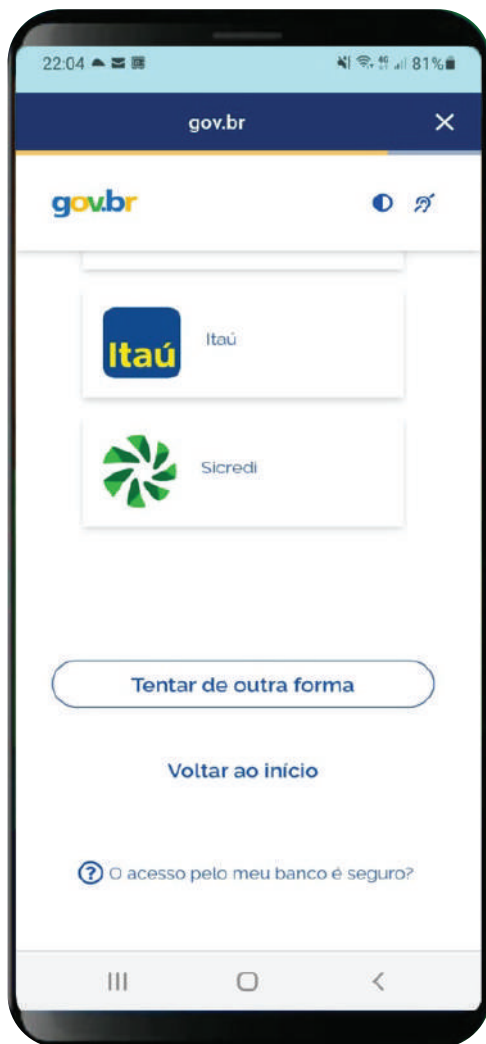 22:04 81%
gov.br
gov.br
Itaú
Itaú
Sicredi
Tentar de outra forma
Voltar ao início
O acesso pelo meu banco é seguro?